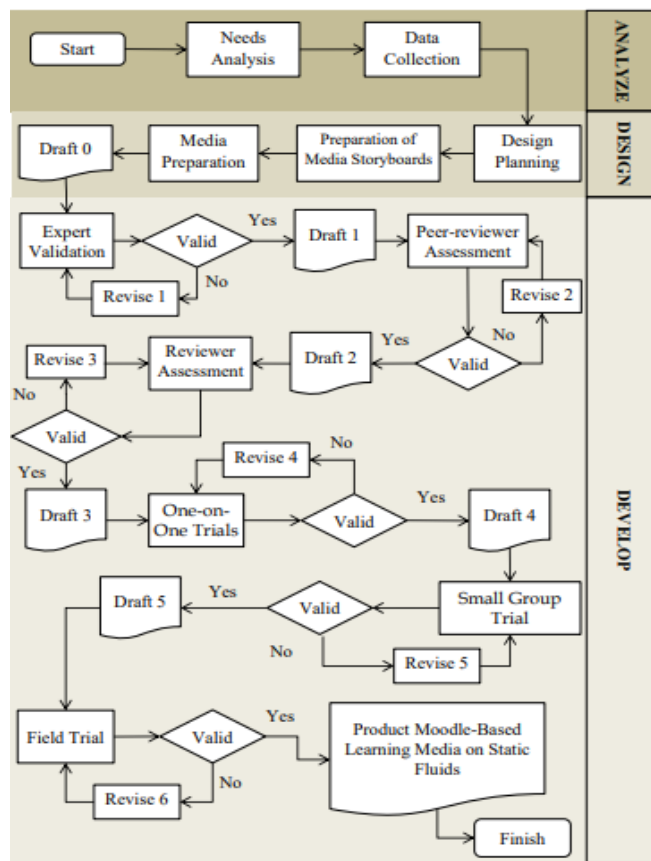 Start
Needs
Analysis
Data
Collection
ANALYZE
Draft 0
Media
Preparation
Preparation of
Media Storyboards
Design
Planning
DESIGN
Expert
Validation
Valid
Yes
No
Revise 1
Draft 1
Peer-reviewer
Assessment
Revise 2
No
Valid
Yes
Draft 2
Reviewer
Assessment
Revise 3
No
Valid
Yes
Draft 3
One-on-
One Trials
Revise 4
No
Valid
Yes
Draft 4
Small Group
Trial
Valid
No
Revise 5
Yes
Draft 5
Field Trial
Valid
No
Revise 6
Yes
Product Moodle-Based
Learning Media on Static
Fluids
Finish
DEVELOP